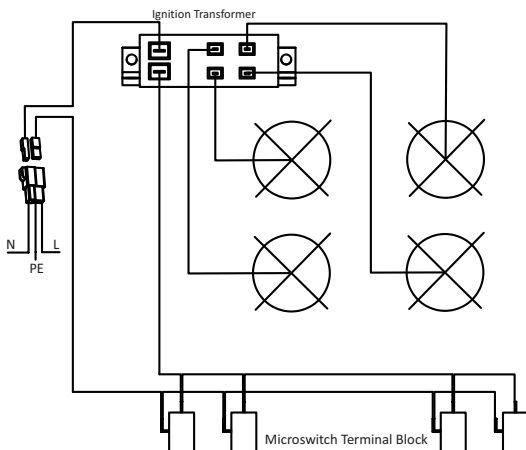 Ignition Transformer
N
L
PE
Microswitch Terminal Block